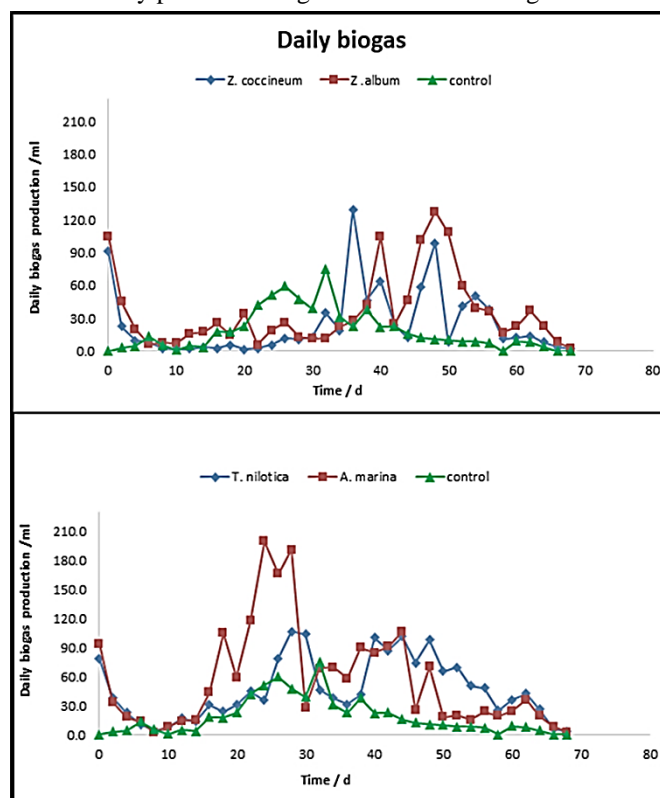 Daily biogas
Z. coccineum Z .album control
210.0
180.0
150.0
120.0
90.0
60.0
30.0
0.0
Daily biogas production /ml
0 10 20 30 40 50 60 70 80
Time / d
T. nilotica A. marina control
210.0
180.0
150.0
120.0
90.0
60.0
30.0
0.0
Daily biogas production /ml
0 10 20 30 40 50 60 70 80
Time / d